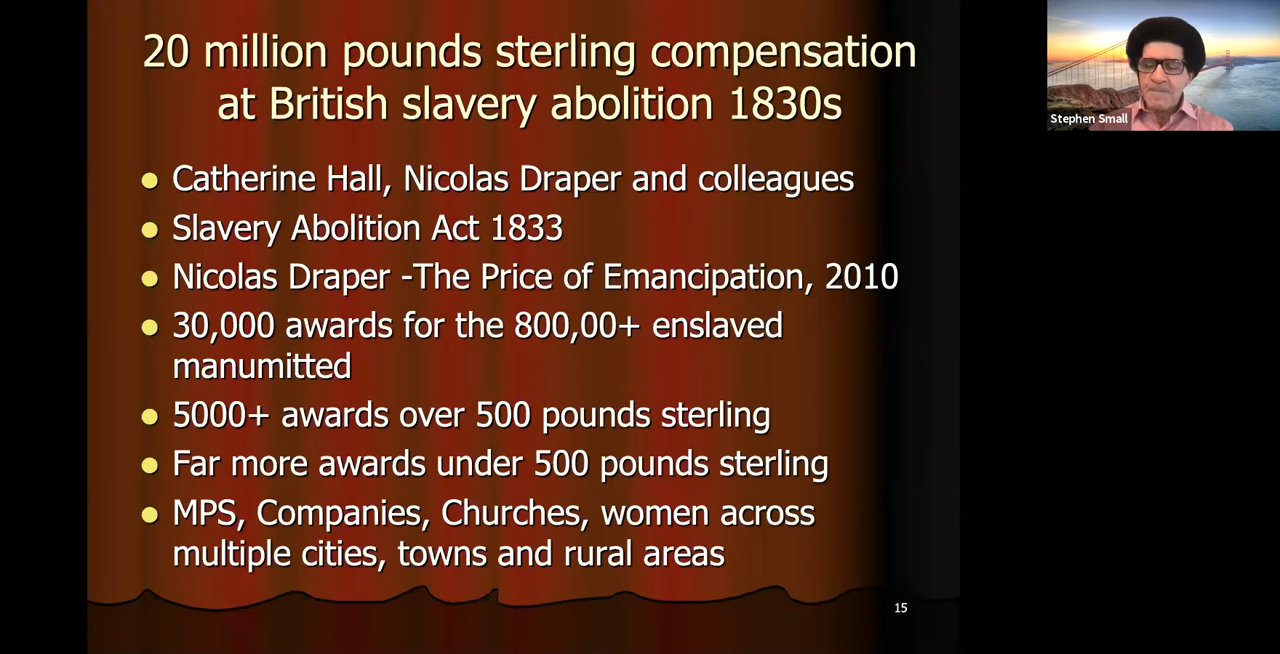 20 million pounds sterling compensation
at British slavery abolition 1830s
Stephen Small
Catherine Hall, Nicolas Draper and colleagues
Slavery Abolition Act 1833
Nicolas Draper -The Price of Emancipation, 2010
30,000 awards for the 800,00+ enslaved
manumitted
5000+ awards over 500 pounds sterling
Far more awards under 500 pounds sterling
MPS, Companies, Churches, women across
multiple cities, towns and rural areas
15